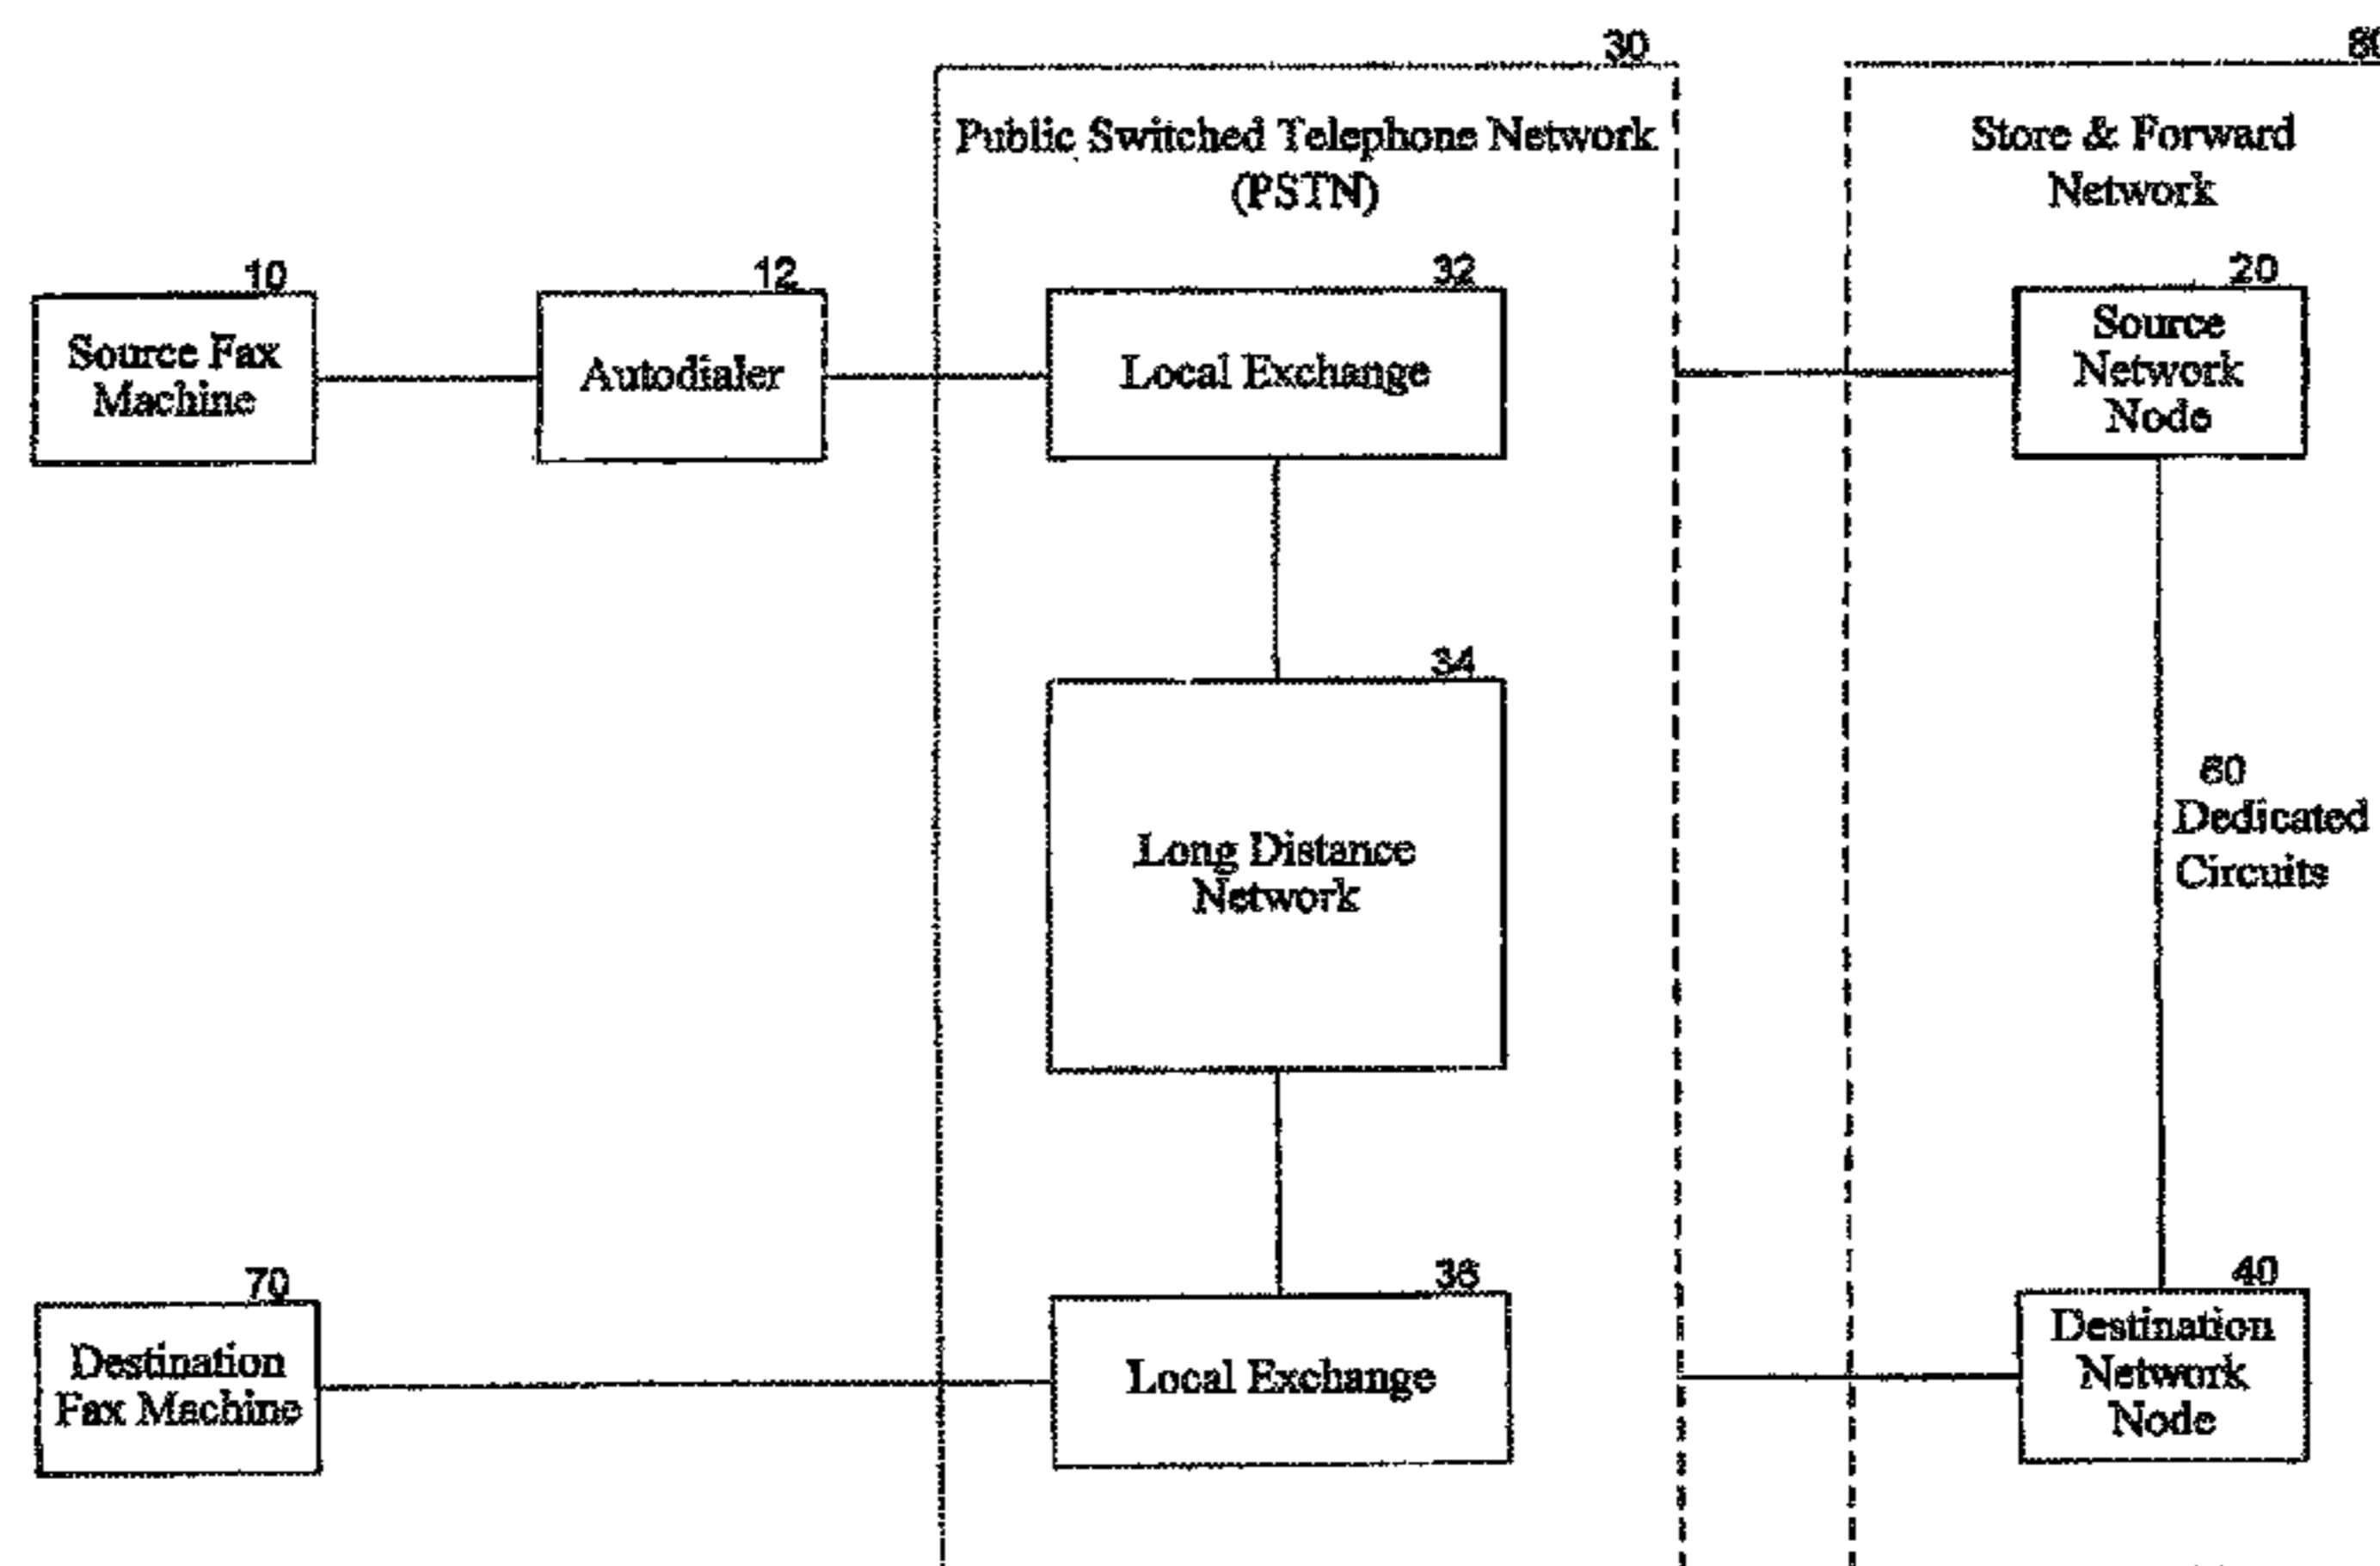 30
Public Switched Telephone Network
(PSTN)
Store & Forward
Network
10
Source Fax
Machine
12
Autodialer
32
Local Exchange
20
Source
Network
Node
34
Long Distance
Network
60
Dedicated
Circuits
70
Destination
Fax Machine
36
Local Exchange
40
Destination
Network
Node